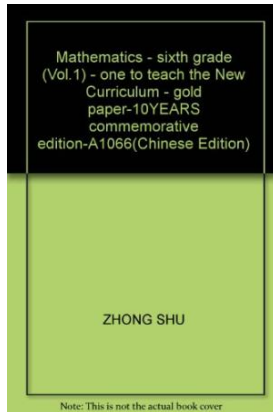 Mathematics - sixth grade
(Vol.1) - one to teach the New
Curriculum - gold
paper-10YEARS
commemorative
edition-A1066(Chinese Edition)
ZHONG SHU
Note: This is not the actual book cover